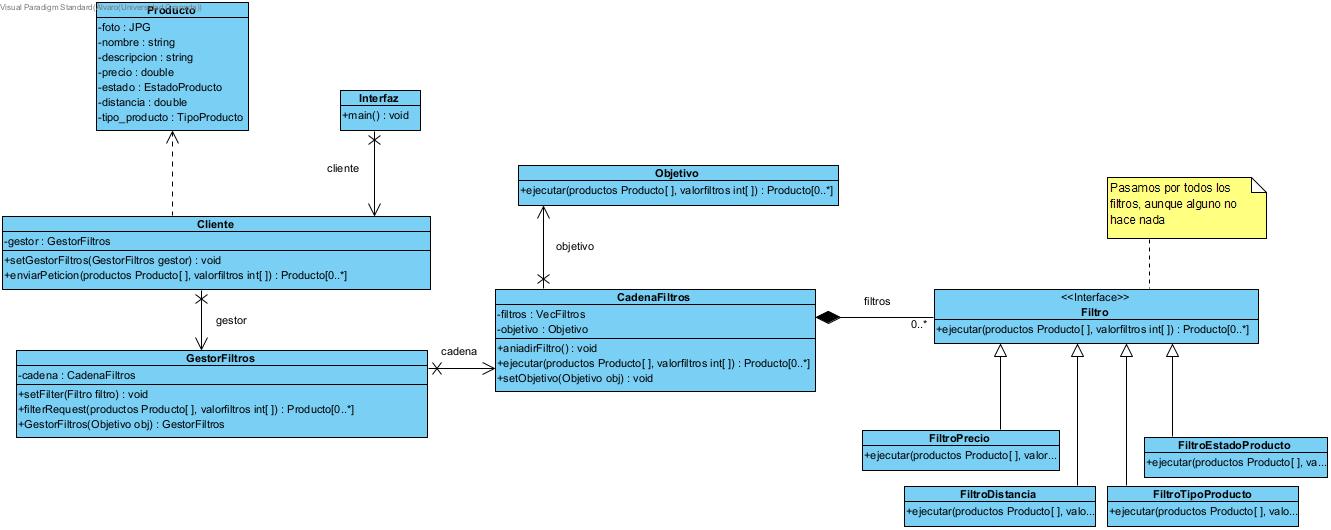 Visual Paradigm Standard(Alvaro(Universidad
Producto
-foto : JPG
-nombre : string
-descripcion : string
-precio : double
-estado : EstadoProducto
-distancia : double
-tipo_producto : TipoProducto
Interfaz
+main() : void
cliente
Objetivo
+ejecutar(productos Producto[ ], valorfiltros int[ ]) : Producto[0..*]
Pasamos por todos los
filtros, aunque alguno no
hace nada
Cliente
-gestor : GestorFiltros
+setGestorFiltros(GestorFiltros gestor) : void
+enviarPeticion(productos Producto[ ], valorfiltros int[ ]) : Producto[0..*]
objetivo
gestor
CadenaFiltros
-filtros : VecFiltros
-objetivo : Objetivo
+aniadirFiltro() : void
+ejecutar(productos Producto[ ], valorfiltros int[ ]) : Producto[0..*]
+setObjetivo(Objetivo obj) : void
filtros
0..*
<<Interface>>
Filtro
+ejecutar(productos Producto[ ], valorfiltros int[ ]) : Producto[0..*]
GestorFiltros
-cadena : CadenaFiltros
+setFilter(Filtro filtro) : void
+filterRequest(productos Producto[ ], valorfiltros int[ ]) : Producto[0..*]
+GestorFiltros(Objetivo obj) : GestorFiltros
cadena
FiltroPrecio
+ejecutar(productos Producto[ ], valor...
FiltroEstadoProducto
+ejecutar(productos Producto[ ], va...
FiltroDistancia
+ejecutar(productos Producto[ ], valo...
FiltroTipoProducto
+ejecutar(productos Producto[ ], valo...